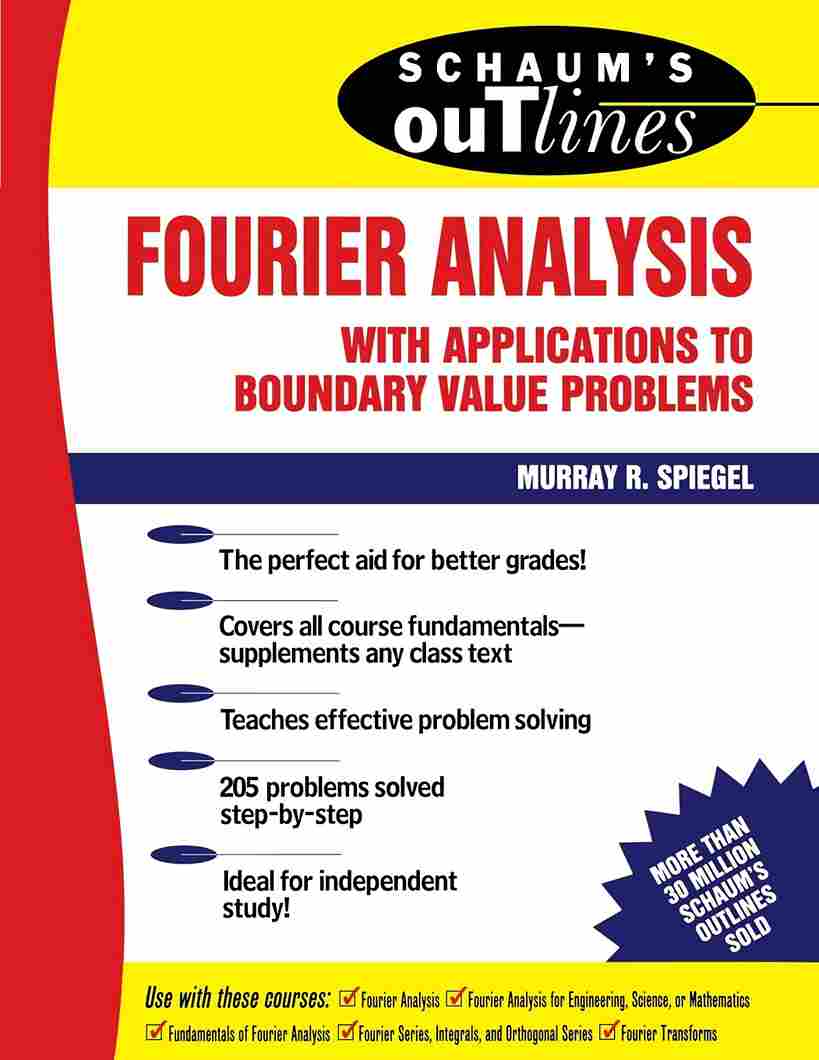 SCHAUM'S
ouTlines
FOURIER ANALYSIS
WITH APPLICATIONS TO
BOUNDARY VALUE PROBLEMS
MURRAY R. SPIEGEL
The perfect aid for better grades!
Covers all course fundamentals—
supplements any class text
Teaches effective problem solving
205 problems solved
step-by-step
Ideal for independent
study!
MORE THAN
30 MILLION
SCHAUM'S
OUTLINES
SOLD
Use with these courses: Fourier Analysis Fourier Analysis for Engineering, Science, or Mathematics
Fundamentals of Fourier Analysis Fourier Series, Integrals, and Orthogonal Series Fourier Transforms